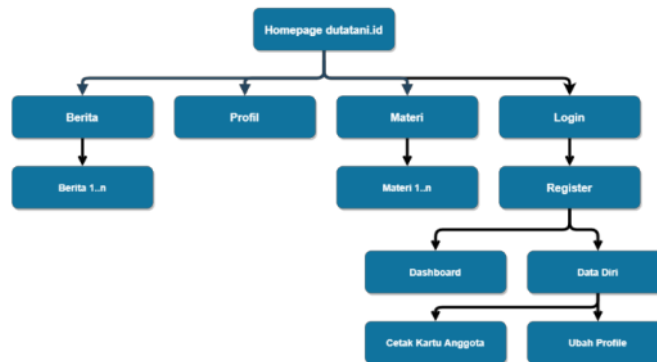 Homepage dutatani.id
Berita
Profil
Materi
Login
Berita 1..n
Materi 1..n
Register
Dashboard
Data Diri
Cetak Kartu Anggota
Ubah Profile